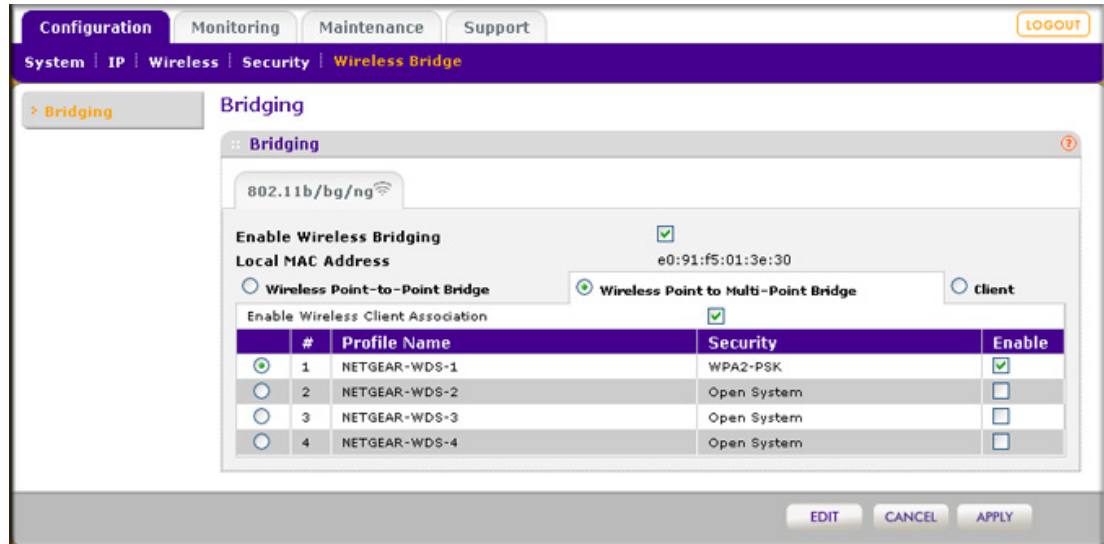 Configuration Monitoring Maintenance Support LOGOUT
System IP Wireless Security Wireless Bridge
Bridging
Bridging
Bridging
?
802.11b/bg/ng
Enable Wireless Bridging
Local MAC Address e0:91:f5:01:3e:30
Wireless Point-to-Point Bridge Wireless Point to Multi-Point Bridge Client
Enable Wireless Client Association
# Profile Name Security Enable
1 NETGEAR-WDS-1 WPA2-PSK
2 NETGEAR-WDS-2 Open System
3 NETGEAR-WDS-3 Open System
4 NETGEAR-WDS-4 Open System
EDIT CANCEL APPLY